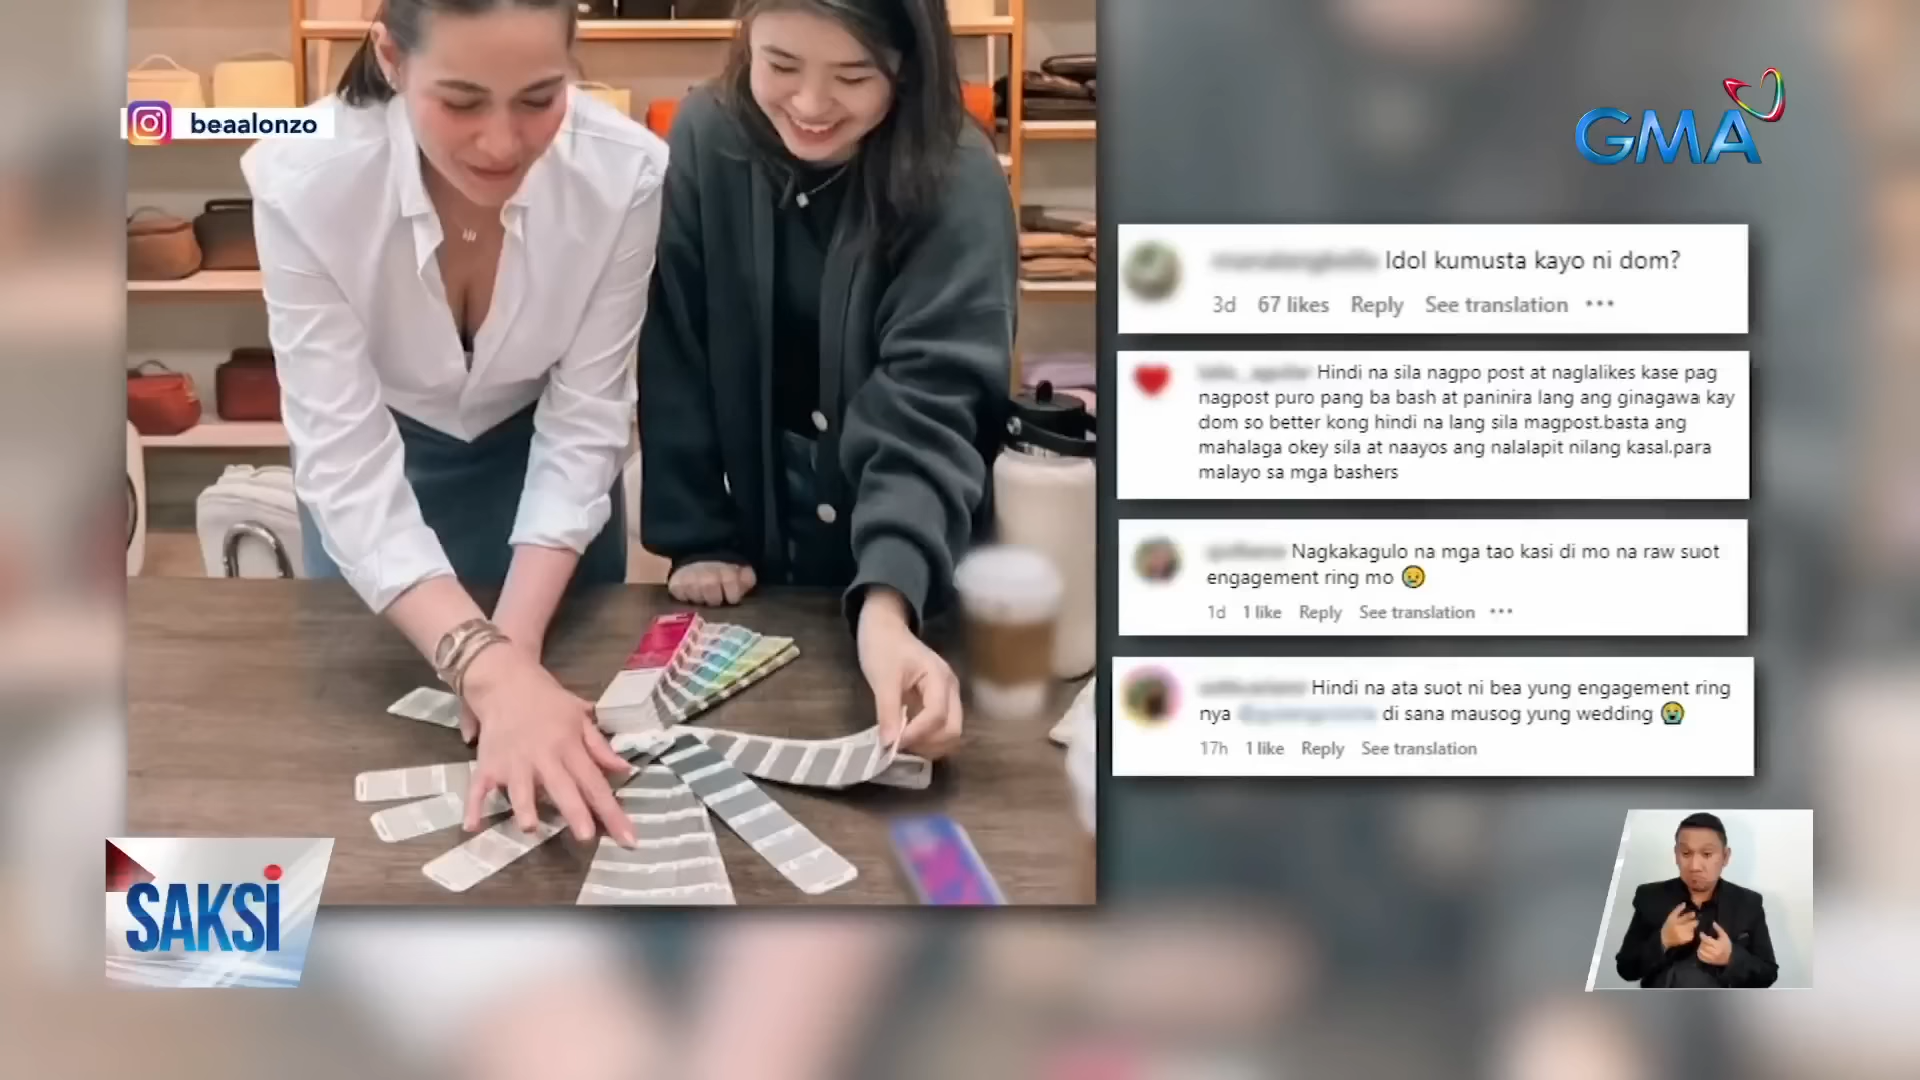 beaalonzo
GMA
Idol kumusta kayo ni dom?
3d 67 likes Reply See translation •••
Hindi na sila nagpo post at naglalikes kase pag
nagpost puro pang ba bash at paninira lang ang ginagawa kay
dom so better kong hindi na lang sila magpost.basta ang
mahalaga okey sila at naayos ang nalalapit nilang kasal.para
malayo sa mga bashers
Nagkakagulo na mga tao kasi di mo na raw suot
engagement ring mo 😢
1d 1 like Reply See translation •••
Hindi na ata suot ni bea yung engagement ring
nya di sana mausog yung wedding 😭
17h 1 like Reply See translation
SAKSI